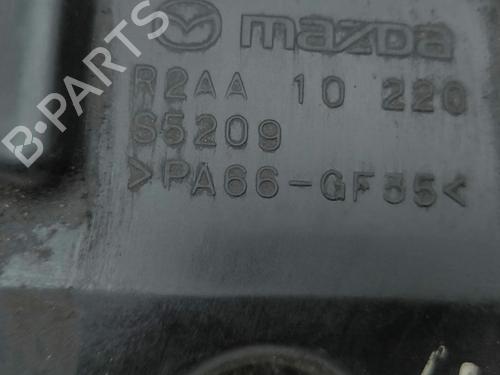 mazda
R2AA 10 220
S5209
>PA66-GF35<
B-PARTS